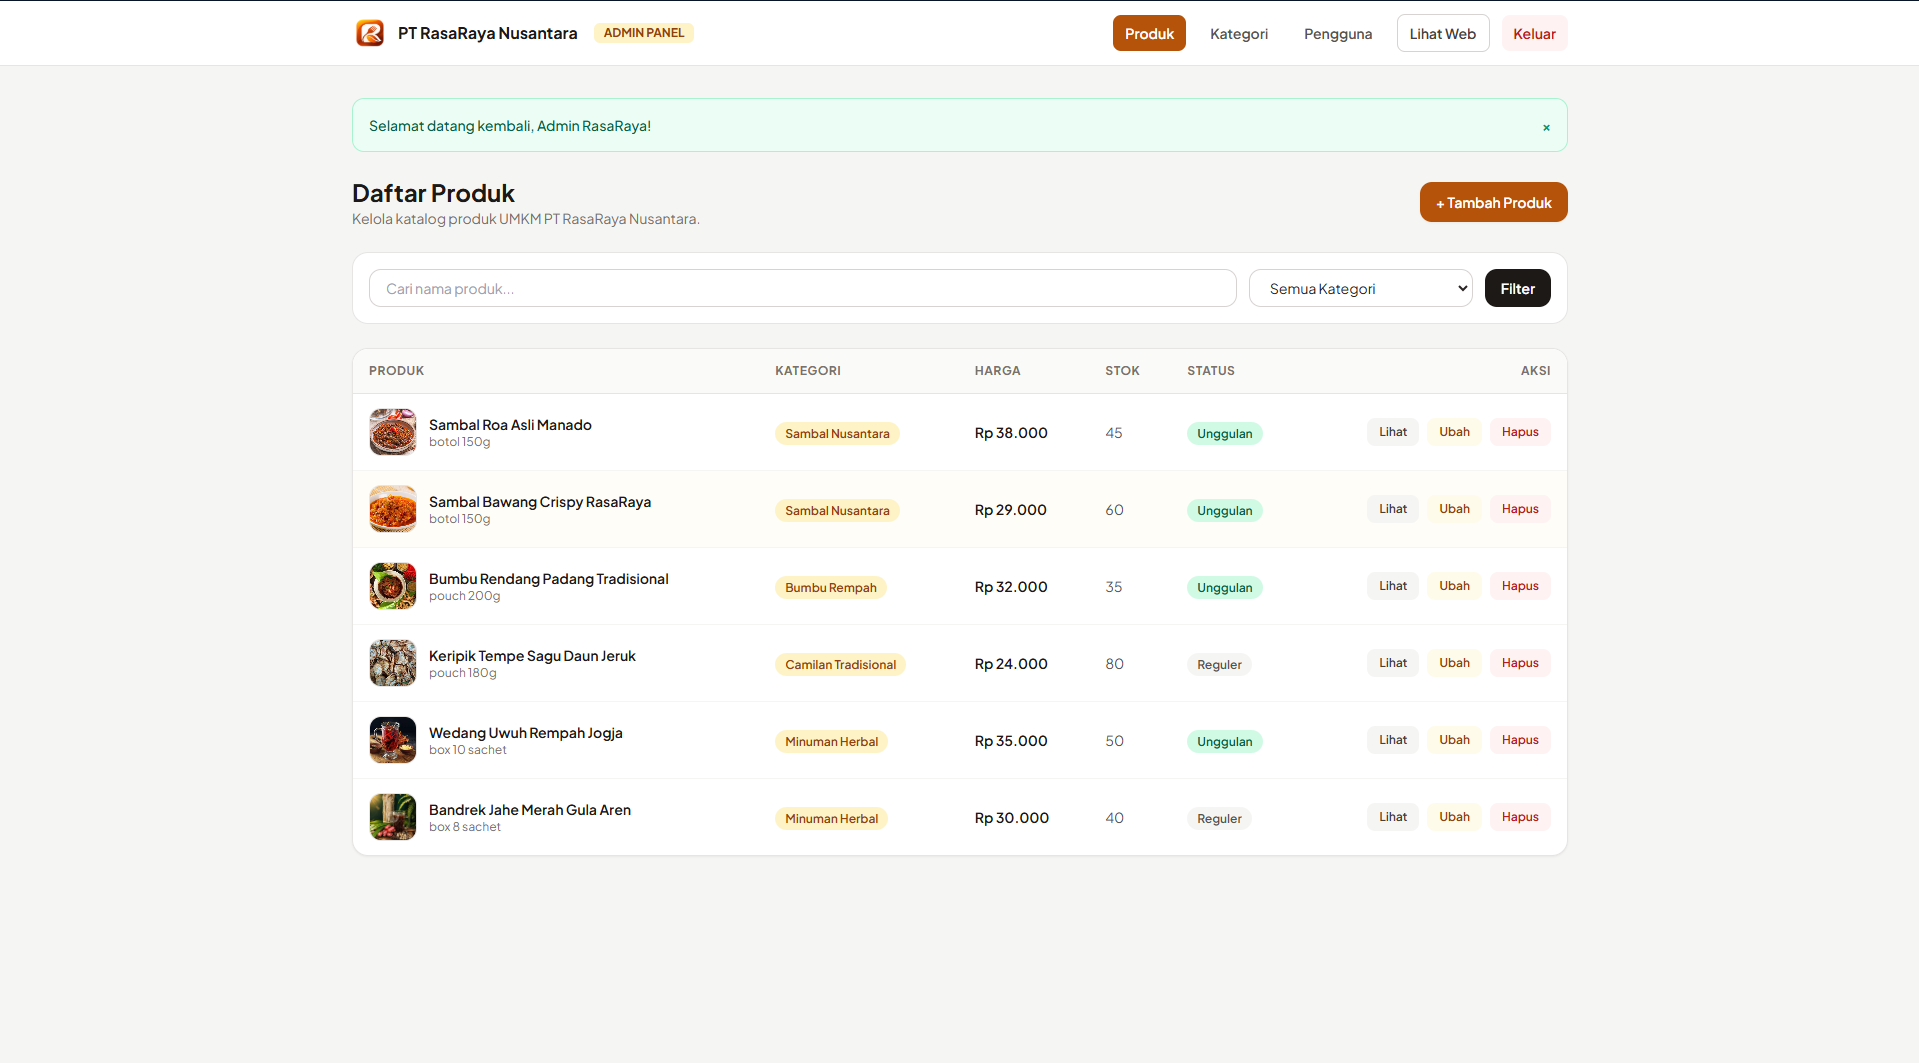 PT RasaRaya Nusantara ADMIN PANEL Produk Kategori Pengguna Lihat Web Keluar
Selamat datang kembali, Admin RasaRaya! ×
Daftar Produk
Kelola katalog produk UMKM PT RasaRaya Nusantara.
+ Tambah Produk
Cari nama produk... Semua Kategori Filter
PRODUK KATEGORI HARGA STOK STATUS AKSI
Sambal Roa Asli Manado
botol 150g
Sambal Nusantara Rp 38.000 45 Unggulan Lihat Ubah Hapus
Sambal Bawang Crispy RasaRaya
botol 150g
Sambal Nusantara Rp 29.000 60 Unggulan Lihat Ubah Hapus
Bumbu Rendang Padang Tradisional
pouch 200g
Bumbu Rempah Rp 32.000 35 Unggulan Lihat Ubah Hapus
Keripik Tempe Sagu Daun Jeruk
pouch 180g
Camilan Tradisional Rp 24.000 80 Reguler Lihat Ubah Hapus
Wedang Uwuh Rempah Jogja
box 10 sachet
Minuman Herbal Rp 35.000 50 Unggulan Lihat Ubah Hapus
Bandrek Jahe Merah Gula Aren
box 8 sachet
Minuman Herbal Rp 30.000 40 Reguler Lihat Ubah Hapus